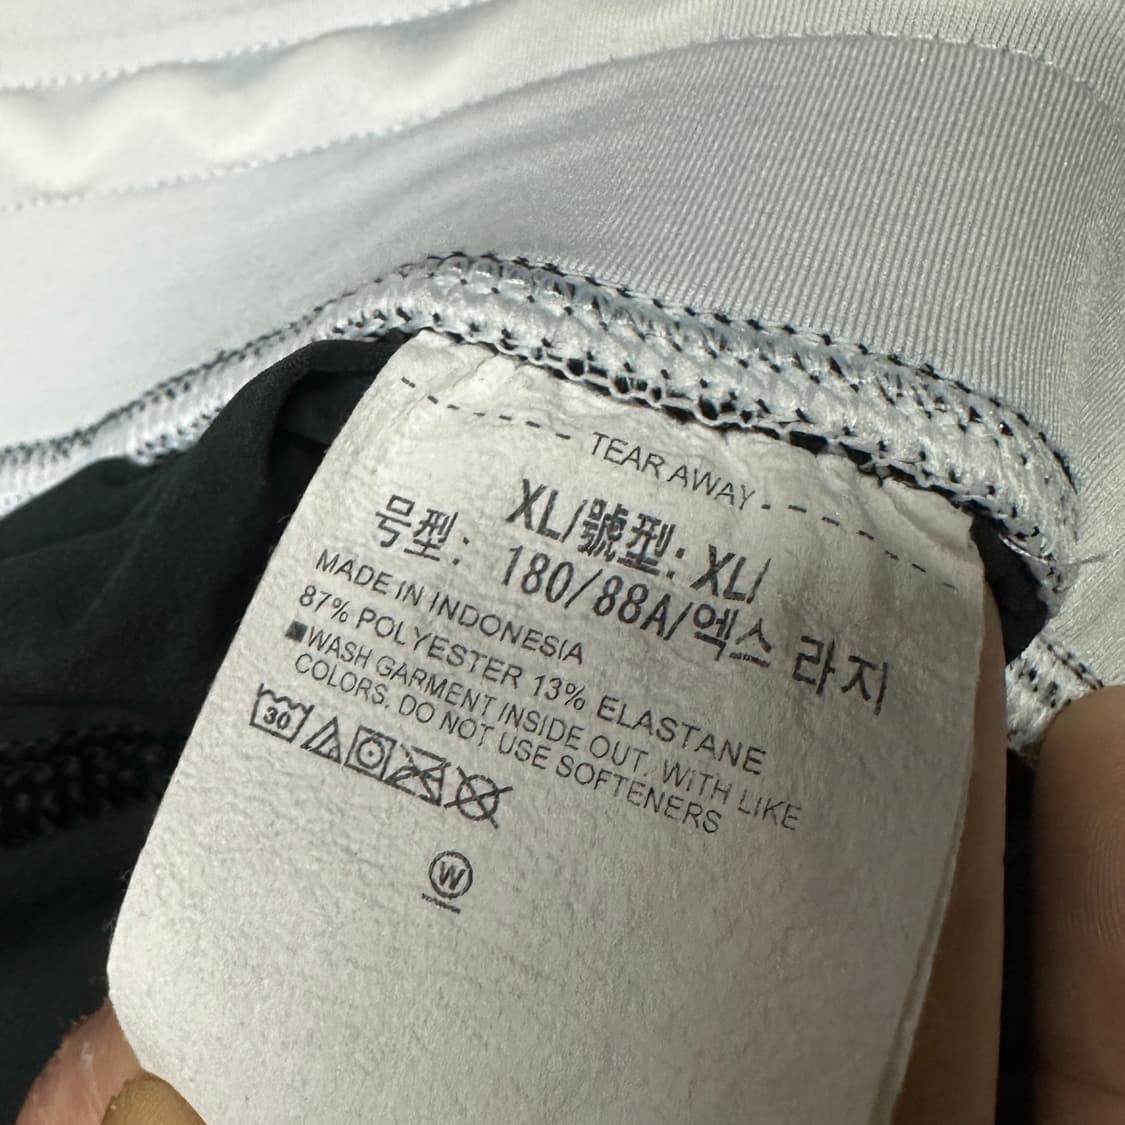 TEAR AWAY
XL/號型: XL/
号型: 180/88A/엑스 라지
MADE IN INDONESIA
87% POLYESTER 13% ELASTANE
■WASH GARMENT INSIDE OUT. WITH LIKE
COLORS. DO NOT USE SOFTENERS
30
W